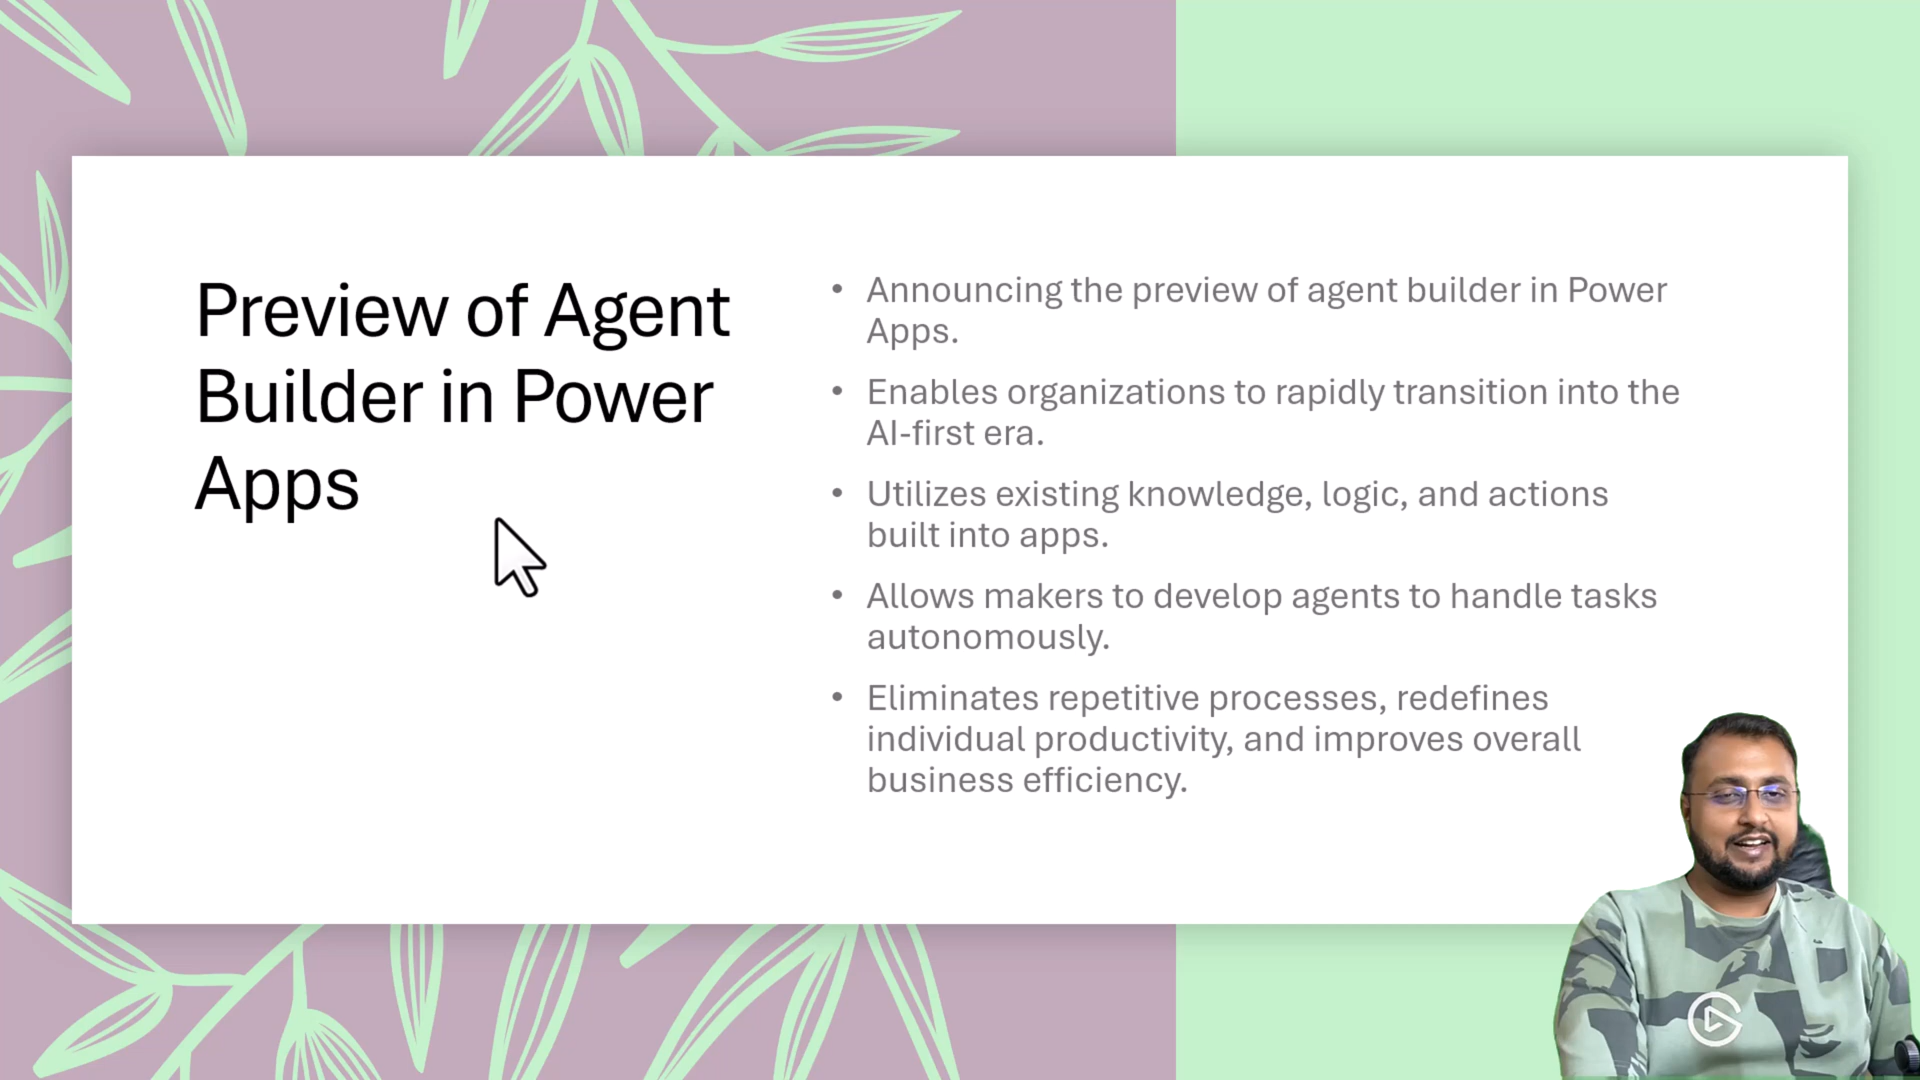 Preview of Agent
Builder in Power
Apps
• Announcing the preview of agent builder in Power
Apps.
• Enables organizations to rapidly transition into the
AI-first era.
• Utilizes existing knowledge, logic, and actions
built into apps.
• Allows makers to develop agents to handle tasks
autonomously.
• Eliminates repetitive processes, redefines
individual productivity, and improves overall
business efficiency.